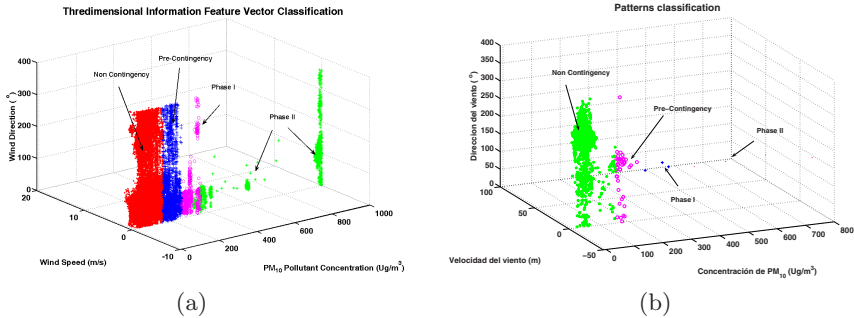 Thredimensional Information Feature Vector Classification
400
300
200
100
0
Wind Direction ( º)
20
10
0
-10
Wind Speed (m/s)
0
200
400
600
800
1000
PM10 Pollutant Concentration (Ug/m3)
Non Contingency
Pre-Contingency
Phase I
Phase II
(a)
Patterns classification
400
350
300
250
200
150
100
50
0
Direccion del viento ( º)
100
50
0
−50
Velocidad del viento (m)
0
100
200
300
400
500
600
700
800
Concentración de PM10 (Ug/m3)
Non Contingency
Pre−Contingency
Phase II
Phase I
(b)